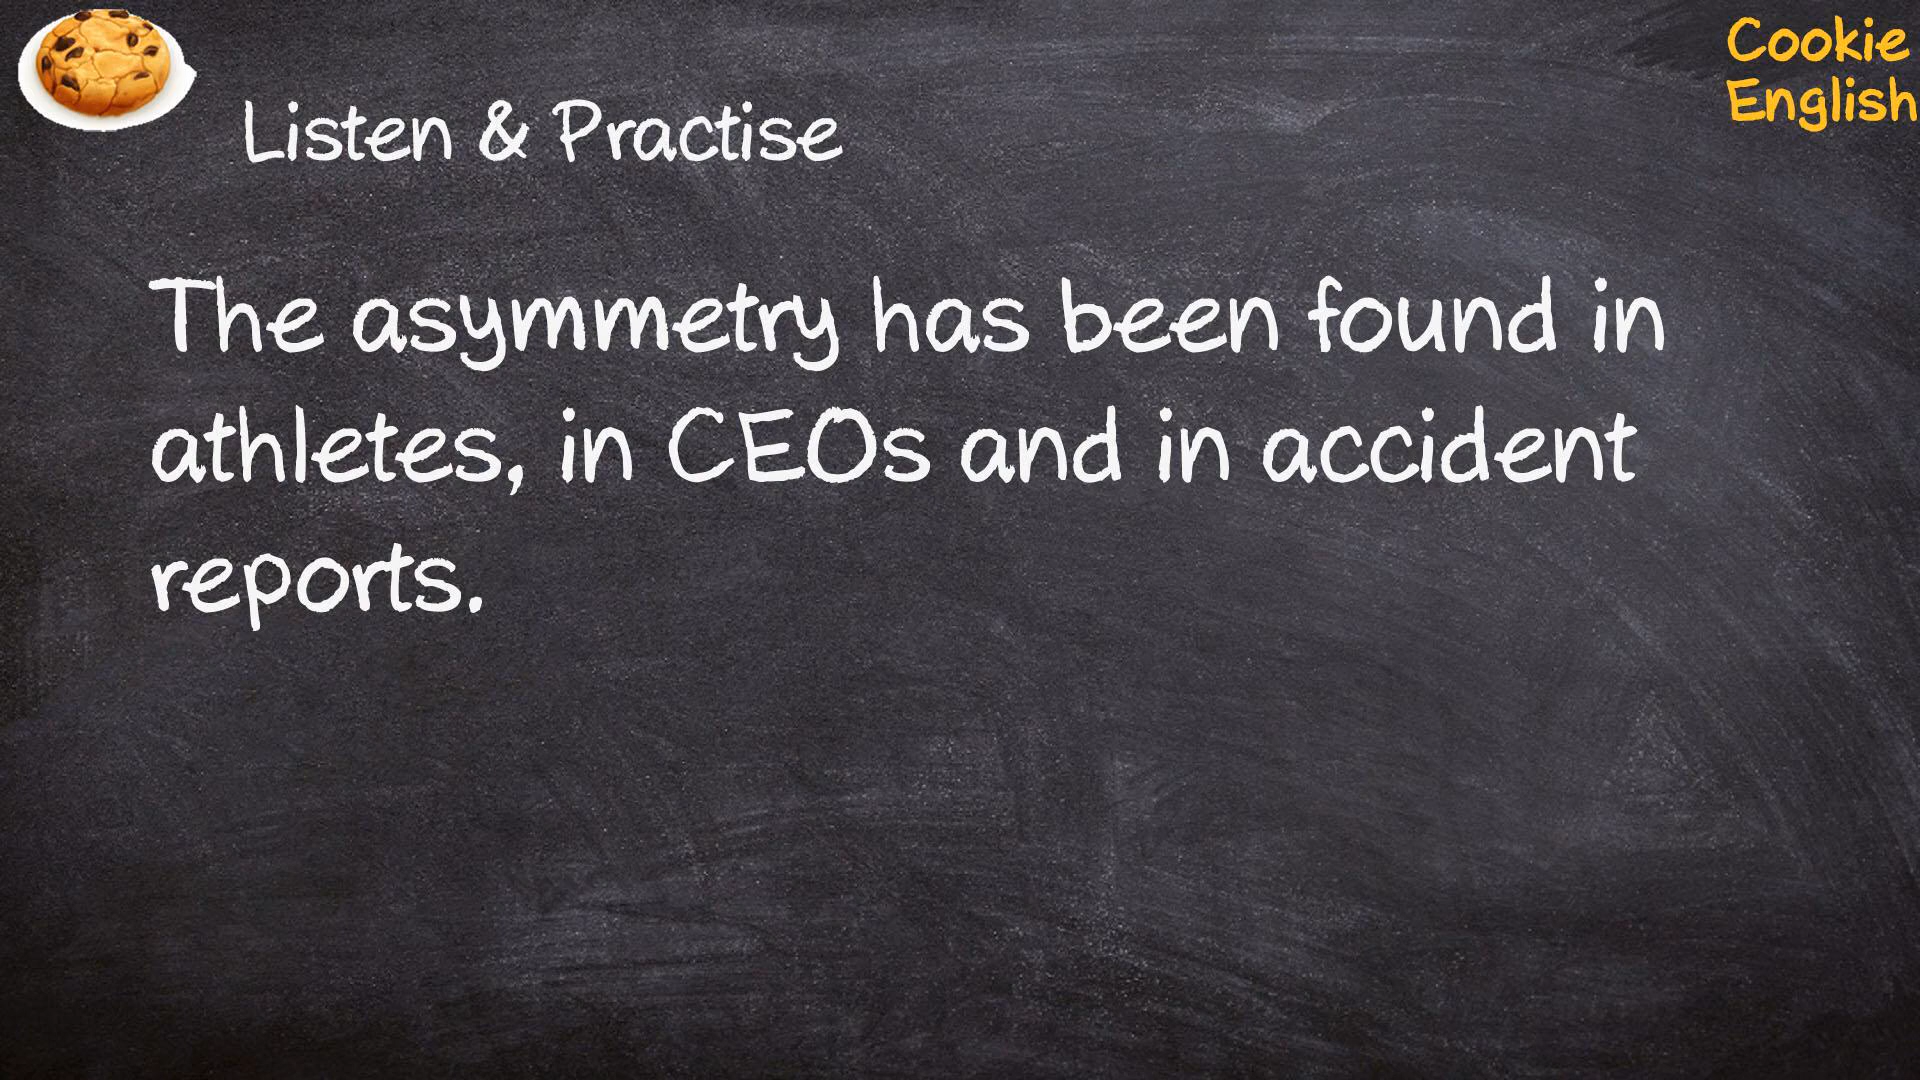 Cookie
English
Listen & Practise
The asymmetry has been found in
athletes, in CEOs and in accident
reports.